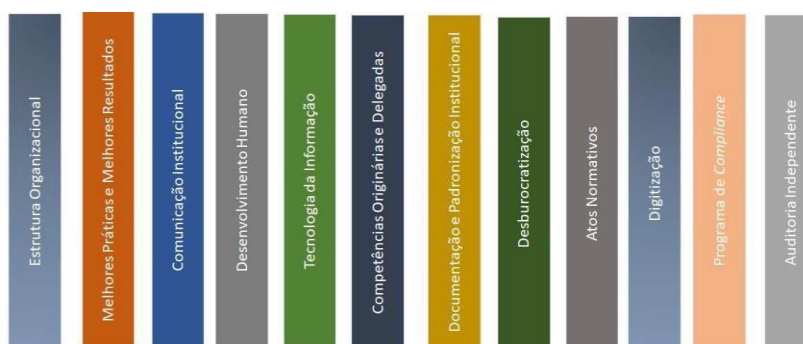 Estrutura Organizacional
Melhores Práticas e Melhores Resultados
Comunicação Institucional
Desenvolvimento Humano
Tecnologia da Informação
Competências Originárias e Delegadas
Documentação e Padronização Institucional
Desburocratização
Atos Normativos
Digitização
Programa de Compliance
Auditoria Independente